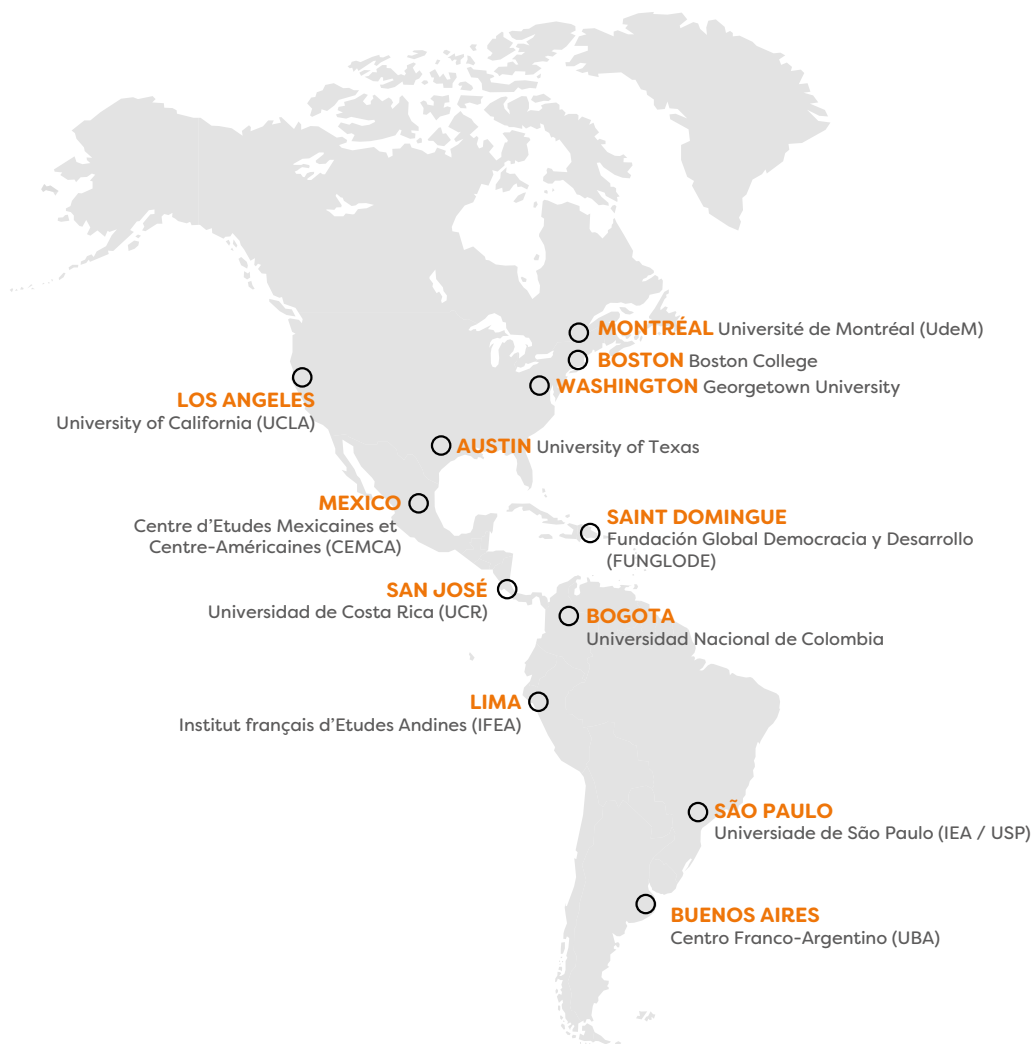 MONTRÉAL Université de Montréal (UdeM)
BOSTON Boston College
WASHINGTON Georgetown University
LOS ANGELES
University of California (UCLA)
AUSTIN University of Texas
MEXICO
Centre d'Etudes Mexicaines et
Centre-Américaines (CEMCA)
SAINT DOMINGUE
Fundación Global Democracia y Desarrollo
(FUNGLODE)
SAN JOSÉ
Universidad de Costa Rica (UCR)
BOGOTA
Universidad Nacional de Colombia
LIMA
Institut français d'Etudes Andines (IFEA)
SÃO PAULO
Universiade de São Paulo (IEA / USP)
BUENOS AIRES
Centro Franco-Argentino (UBA)